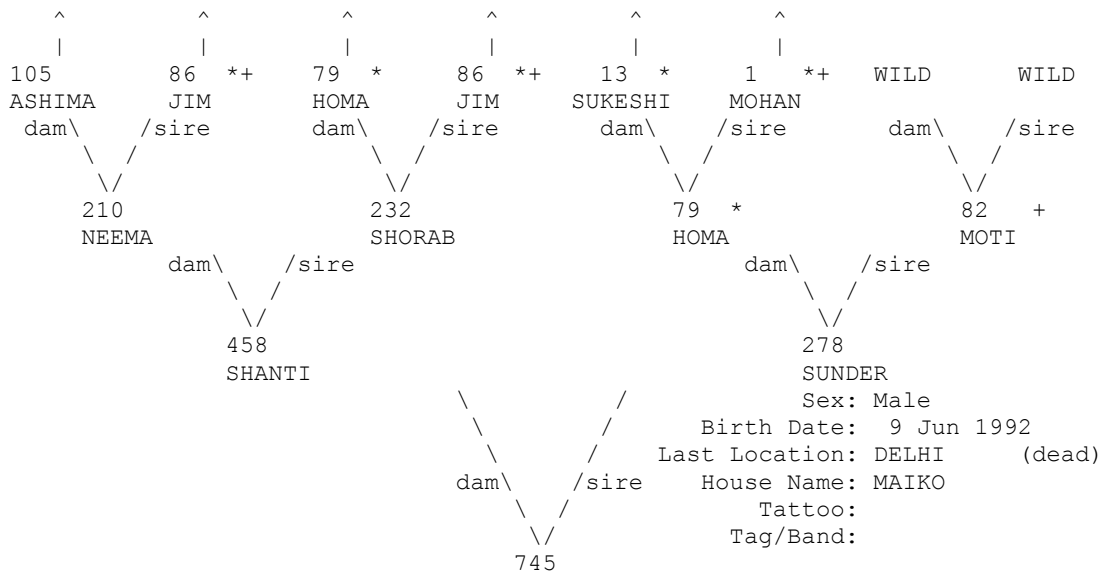 ^ ^ ^ ^ ^ ^
| | | | | |
105 86 *+ 79 * 86 *+ 13 * 1 *+ WILD WILD
ASHIMA JIM HOMA JIM SUKESHI MOHAN
dam\ /sire dam\ /sire dam\ /sire dam\ /sire
\ / \ / \ / \ /
\/ \/ \/ \/
210 232 79 * 82 +
NEEMA SHORAB HOMA MOTI
dam\ /sire dam\ /sire
\ / \ /
\/ \/
458 278
SHANTI SUNDER
\ / Sex: Male
\ / Birth Date: 9 Jun 1992
\ / Last Location: DELHI (dead)
dam\ /sire House Name: MAIKO
\ / Tattoo:
\/ Tag/Band:
745